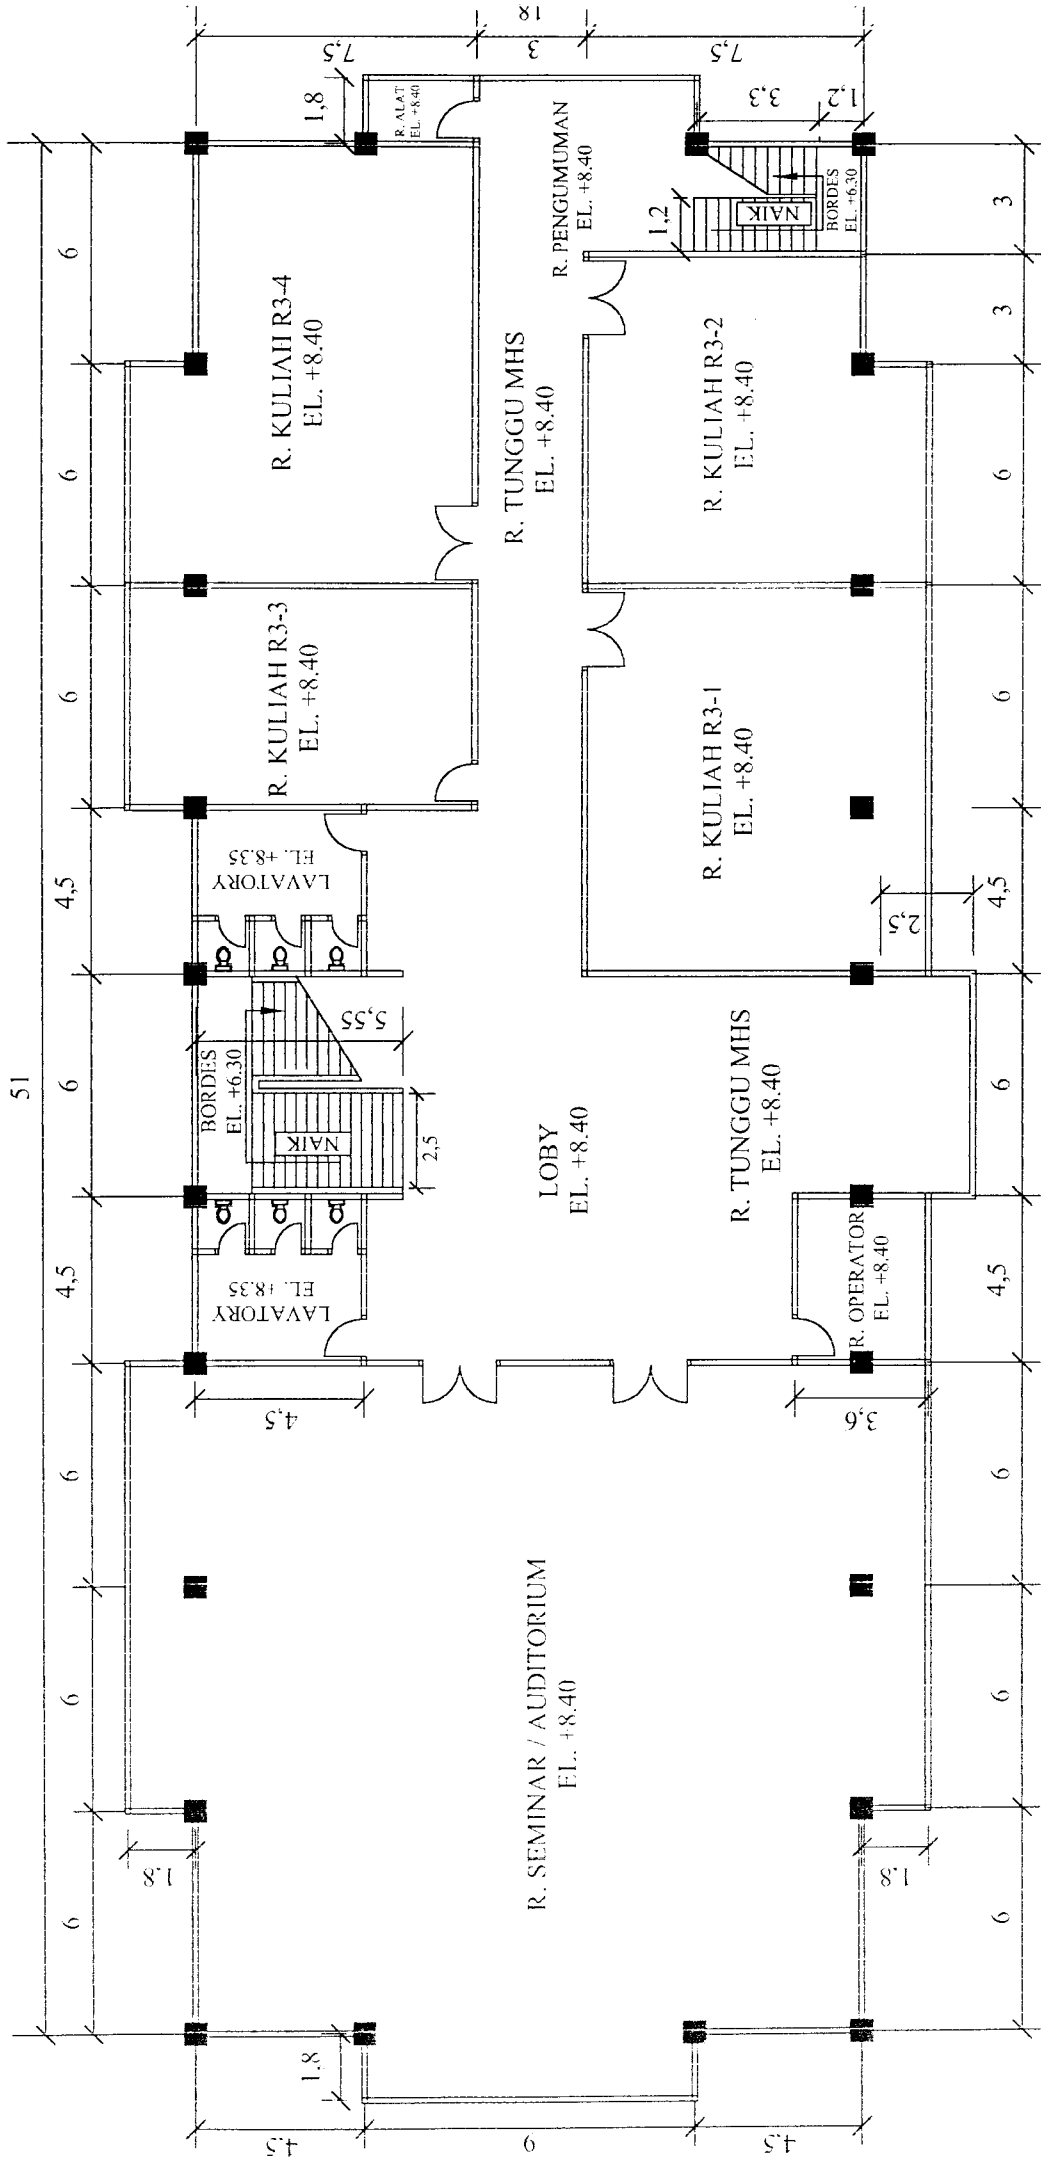 51
6
6
6
4,5
6
4,5
6
6
6
1,8
7,5
3
7,5
18
3,3
1,2
R. ALAT
EL. +8.40
R. KULIAH R3-4
EL. +8.40
R. PENGUMUMAN
EL. +8.40
1,2
NAIK
BORDES
EL. +6.30
R. TUNGGU MHS
EL. +8.40
R. KULIAH R3-2
EL. +8.40
R. KULIAH R3-3
EL. +8.40
R. KULIAH R3-1
EL. +8.40
LAVATORY
EL. +8.35
5,55
BORDES
EL. +6.30
NAIK
2,5
2,5
LOBY
EL. +8.40
R. TUNGGU MHS
EL. +8.40
LAVATORY
EL. +8.35
R. OPERATOR
EL. +8.40
4,5
3,6
R. SEMINAR / AUDITORIUM
EL. +8.40
1,8
1,8
1,8
4,5
9
4,5
3
3
6
6
4,5
6
4,5
6
6
6